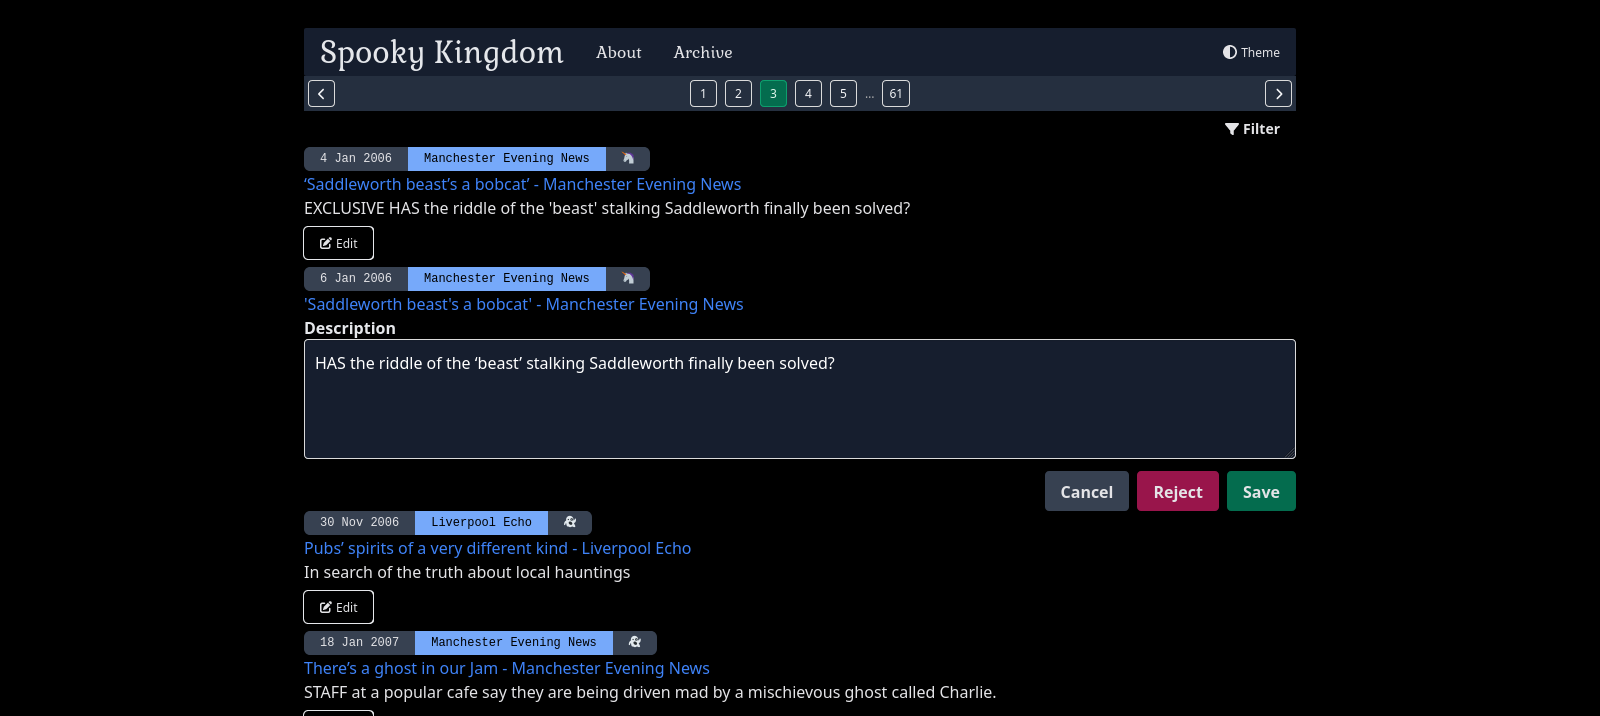 Spooky Kingdom About Archive Theme
1 2 3 4 5 ... 61
Filter
4 Jan 2006 Manchester Evening News
‘Saddleworth beast’s a bobcat’ - Manchester Evening News
EXCLUSIVE HAS the riddle of the 'beast' stalking Saddleworth finally been solved?
Edit
6 Jan 2006 Manchester Evening News
'Saddleworth beast's a bobcat' - Manchester Evening News
Description
HAS the riddle of the ‘beast’ stalking Saddleworth finally been solved?
Cancel Reject Save
30 Nov 2006 Liverpool Echo
Pubs’ spirits of a very different kind - Liverpool Echo
In search of the truth about local hauntings
Edit
18 Jan 2007 Manchester Evening News
There’s a ghost in our Jam - Manchester Evening News
STAFF at a popular cafe say they are being driven mad by a mischievous ghost called Charlie.